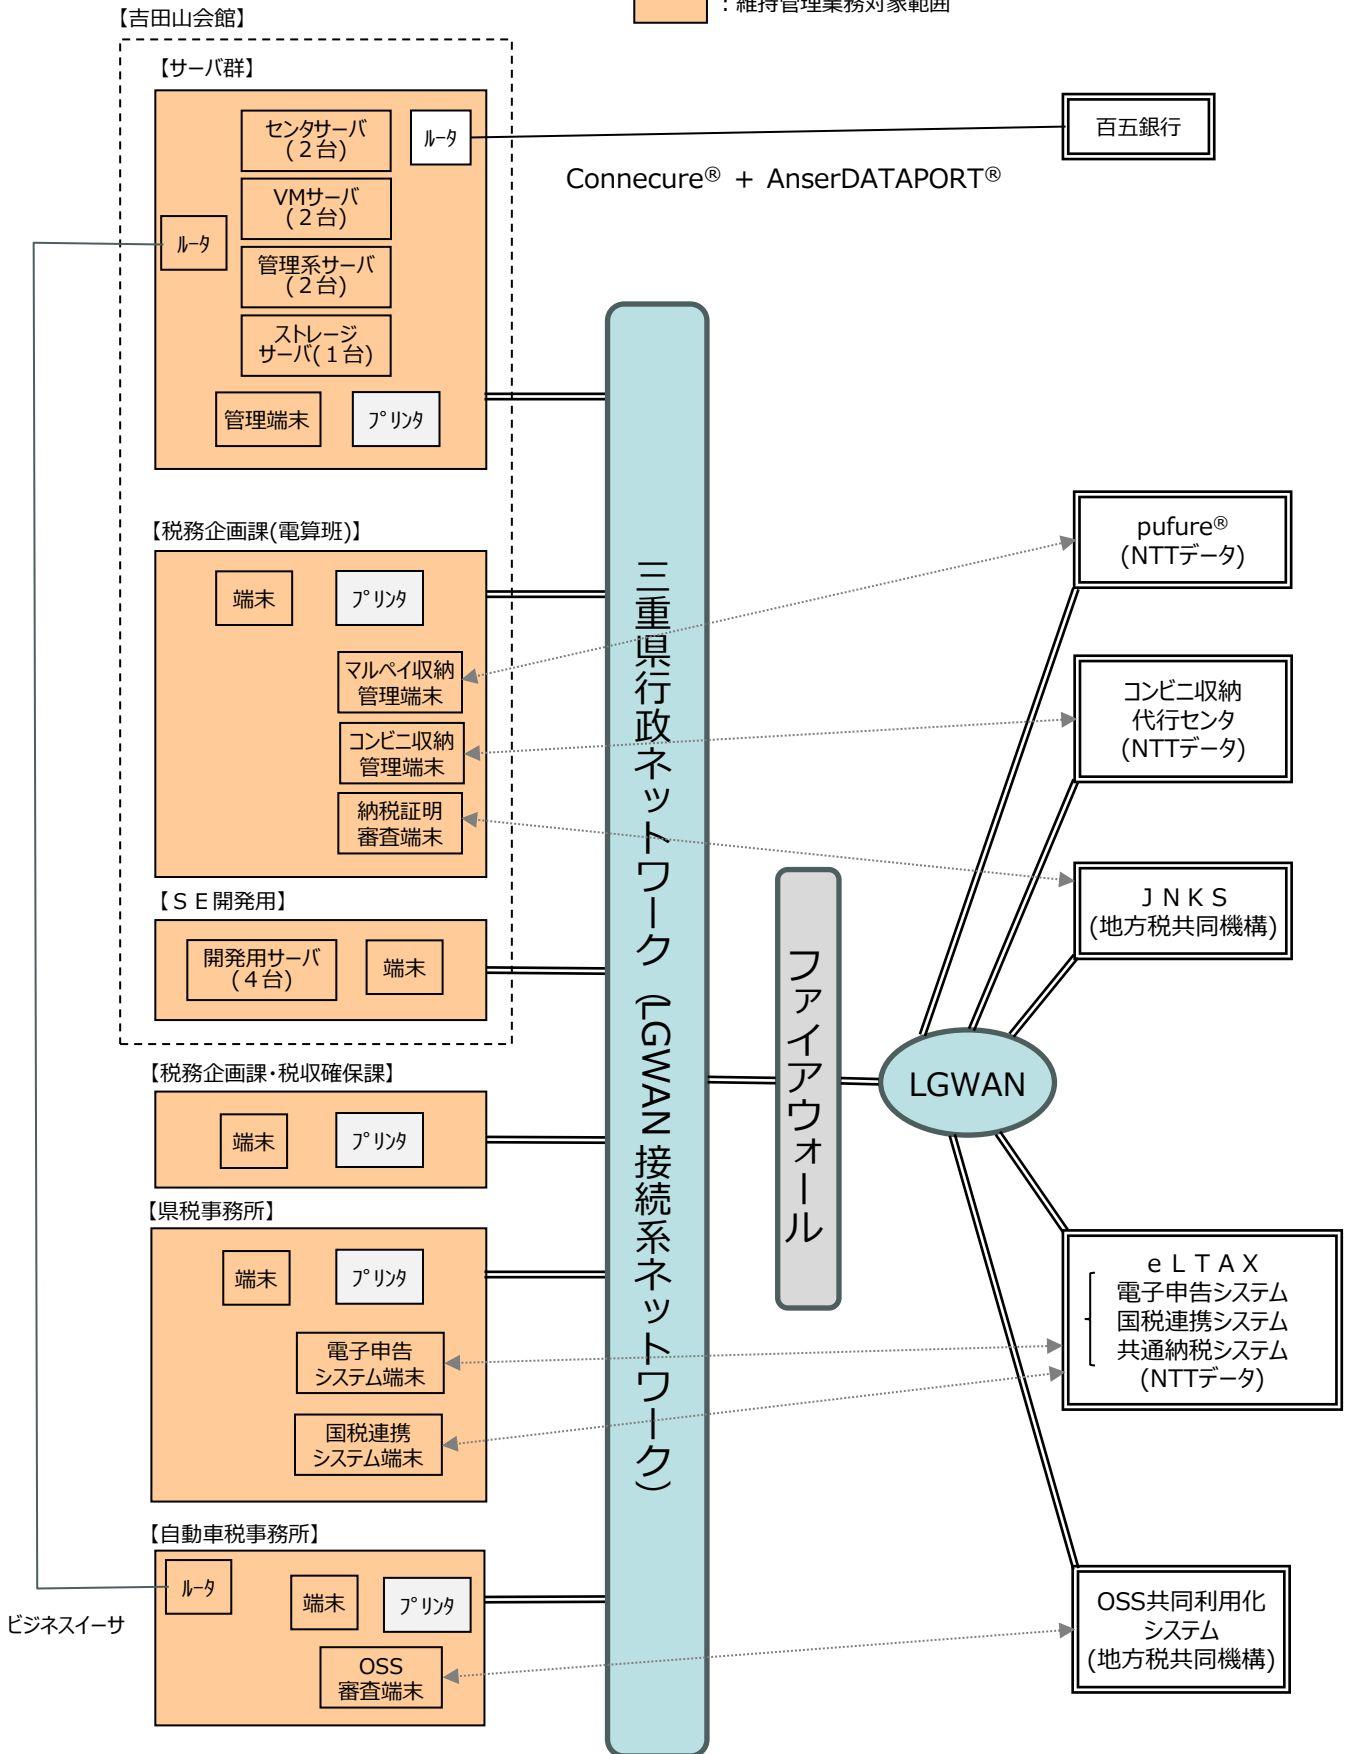 【吉田山会館】
：維持管理業務対象範囲
【サーバ群】
センタサーバ
(２台)
ﾙｰﾀ
百五銀行
Connecure® + AnserDATAPORT®
VMサーバ
(２台)
ﾙｰﾀ
管理系サーバ
(２台)
ストレージ
サーバ(１台)
管理端末
ﾌﾟﾘﾝﾀ
【税務企画課(電算班)】
端末
ﾌﾟﾘﾝﾀ
マルペイ収納
管理端末
コンビニ収納
管理端末
納税証明
審査端末
【ＳＥ開発用】
開発用サーバ
(４台)
端末
【税務企画課・税収確保課】
端末
ﾌﾟﾘﾝﾀ
【県税事務所】
端末
ﾌﾟﾘﾝﾀ
電子申告
システム端末
国税連携
システム端末
【自動車税事務所】
ﾙｰﾀ
端末
ﾌﾟﾘﾝﾀ
OSS
審査端末
ビジネスイーサ
三重県行政ネットワーク（LGWAN接続系ネットワーク）
ファイアウォール
LGWAN
pufure®
(NTTデータ)
コンビニ収納
代行センタ
(NTTデータ)
ＪＮＫＳ
(地方税共同機構)
ｅＬＴＡＸ
電子申告システム
国税連携システム
共通納税システム
(NTTデータ)
OSS共同利用化
システム
(地方税共同機構)